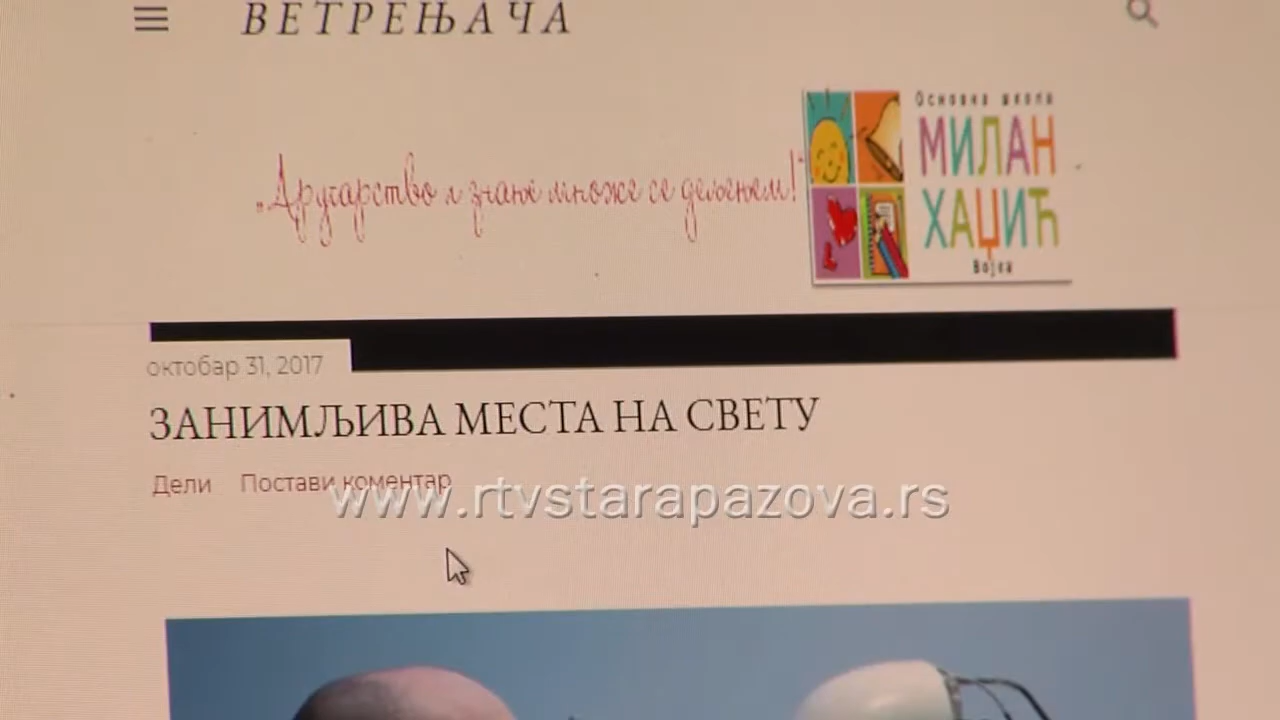 ВЕТРЕЊАЧА
„Другарство и знање множе се дељењем!“
Основна школа
МИЛАН
ХАЏИЋ
Војка
октобар 31, 2017
ЗАНИМЉИВА МЕСТА НА СВЕТУ
Дели Постави коментар
www.rtvstarapazova.rs